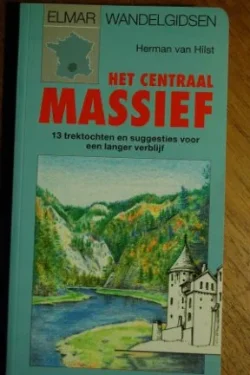 ELMAR WANDELGIDSEN
Herman van Hilst
HET CENTRAAL
MASSIEF
13 trektochten en suggesties voor
een langer verblijf